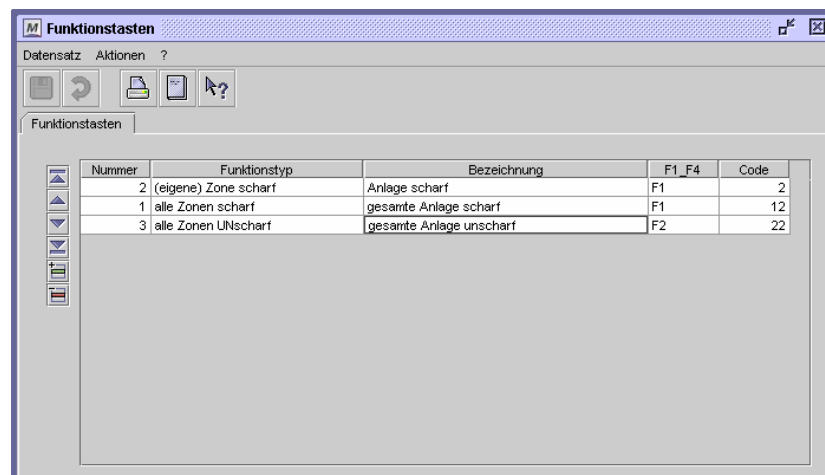 M Funktionstasten
Datensatz Aktionen ?
?
Funktionstasten
Nummer Funktionstyp Bezeichnung F1_F4 Code
2 (eigene) Zone scharf Anlage scharf F1 2
1 alle Zonen scharf gesamte Anlage scharf F1 12
3 alle Zonen UNscharf gesamte Anlage unscharf F2 22